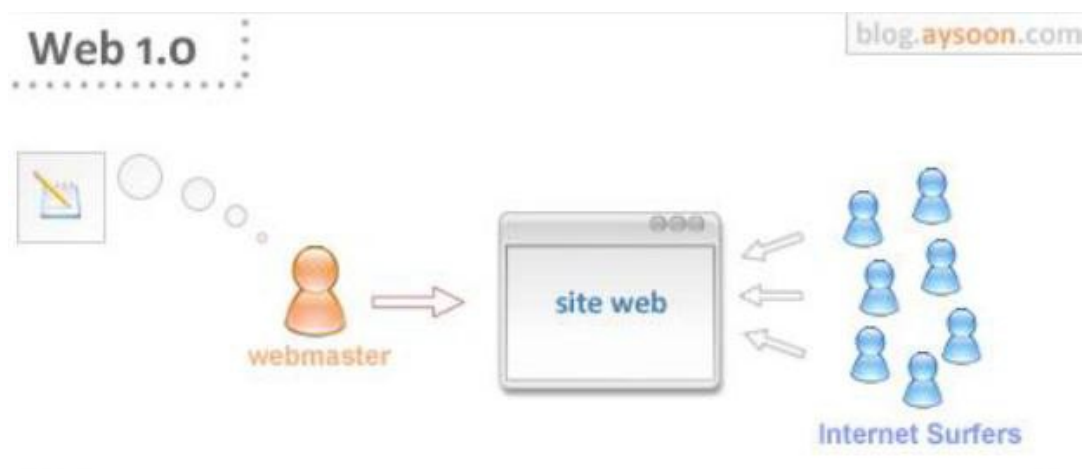 Web 1.0
blog.aysoon.com
site web
webmaster
Internet Surfers